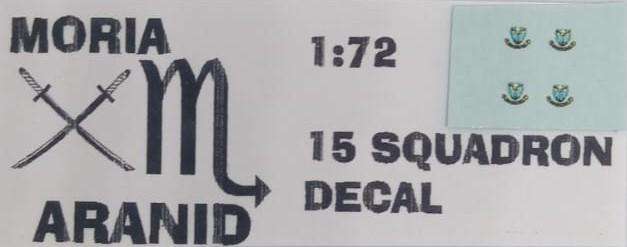 MORIA
ARANID
1:72
15 SQUADRON
DECAL